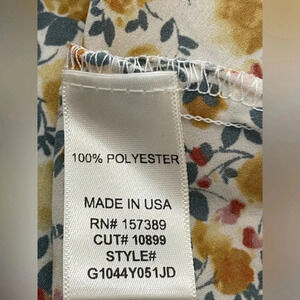 100% POLYESTER
MADE IN USA
RN# 157389
CUT# 10899
STYLE#
G1044Y051JD